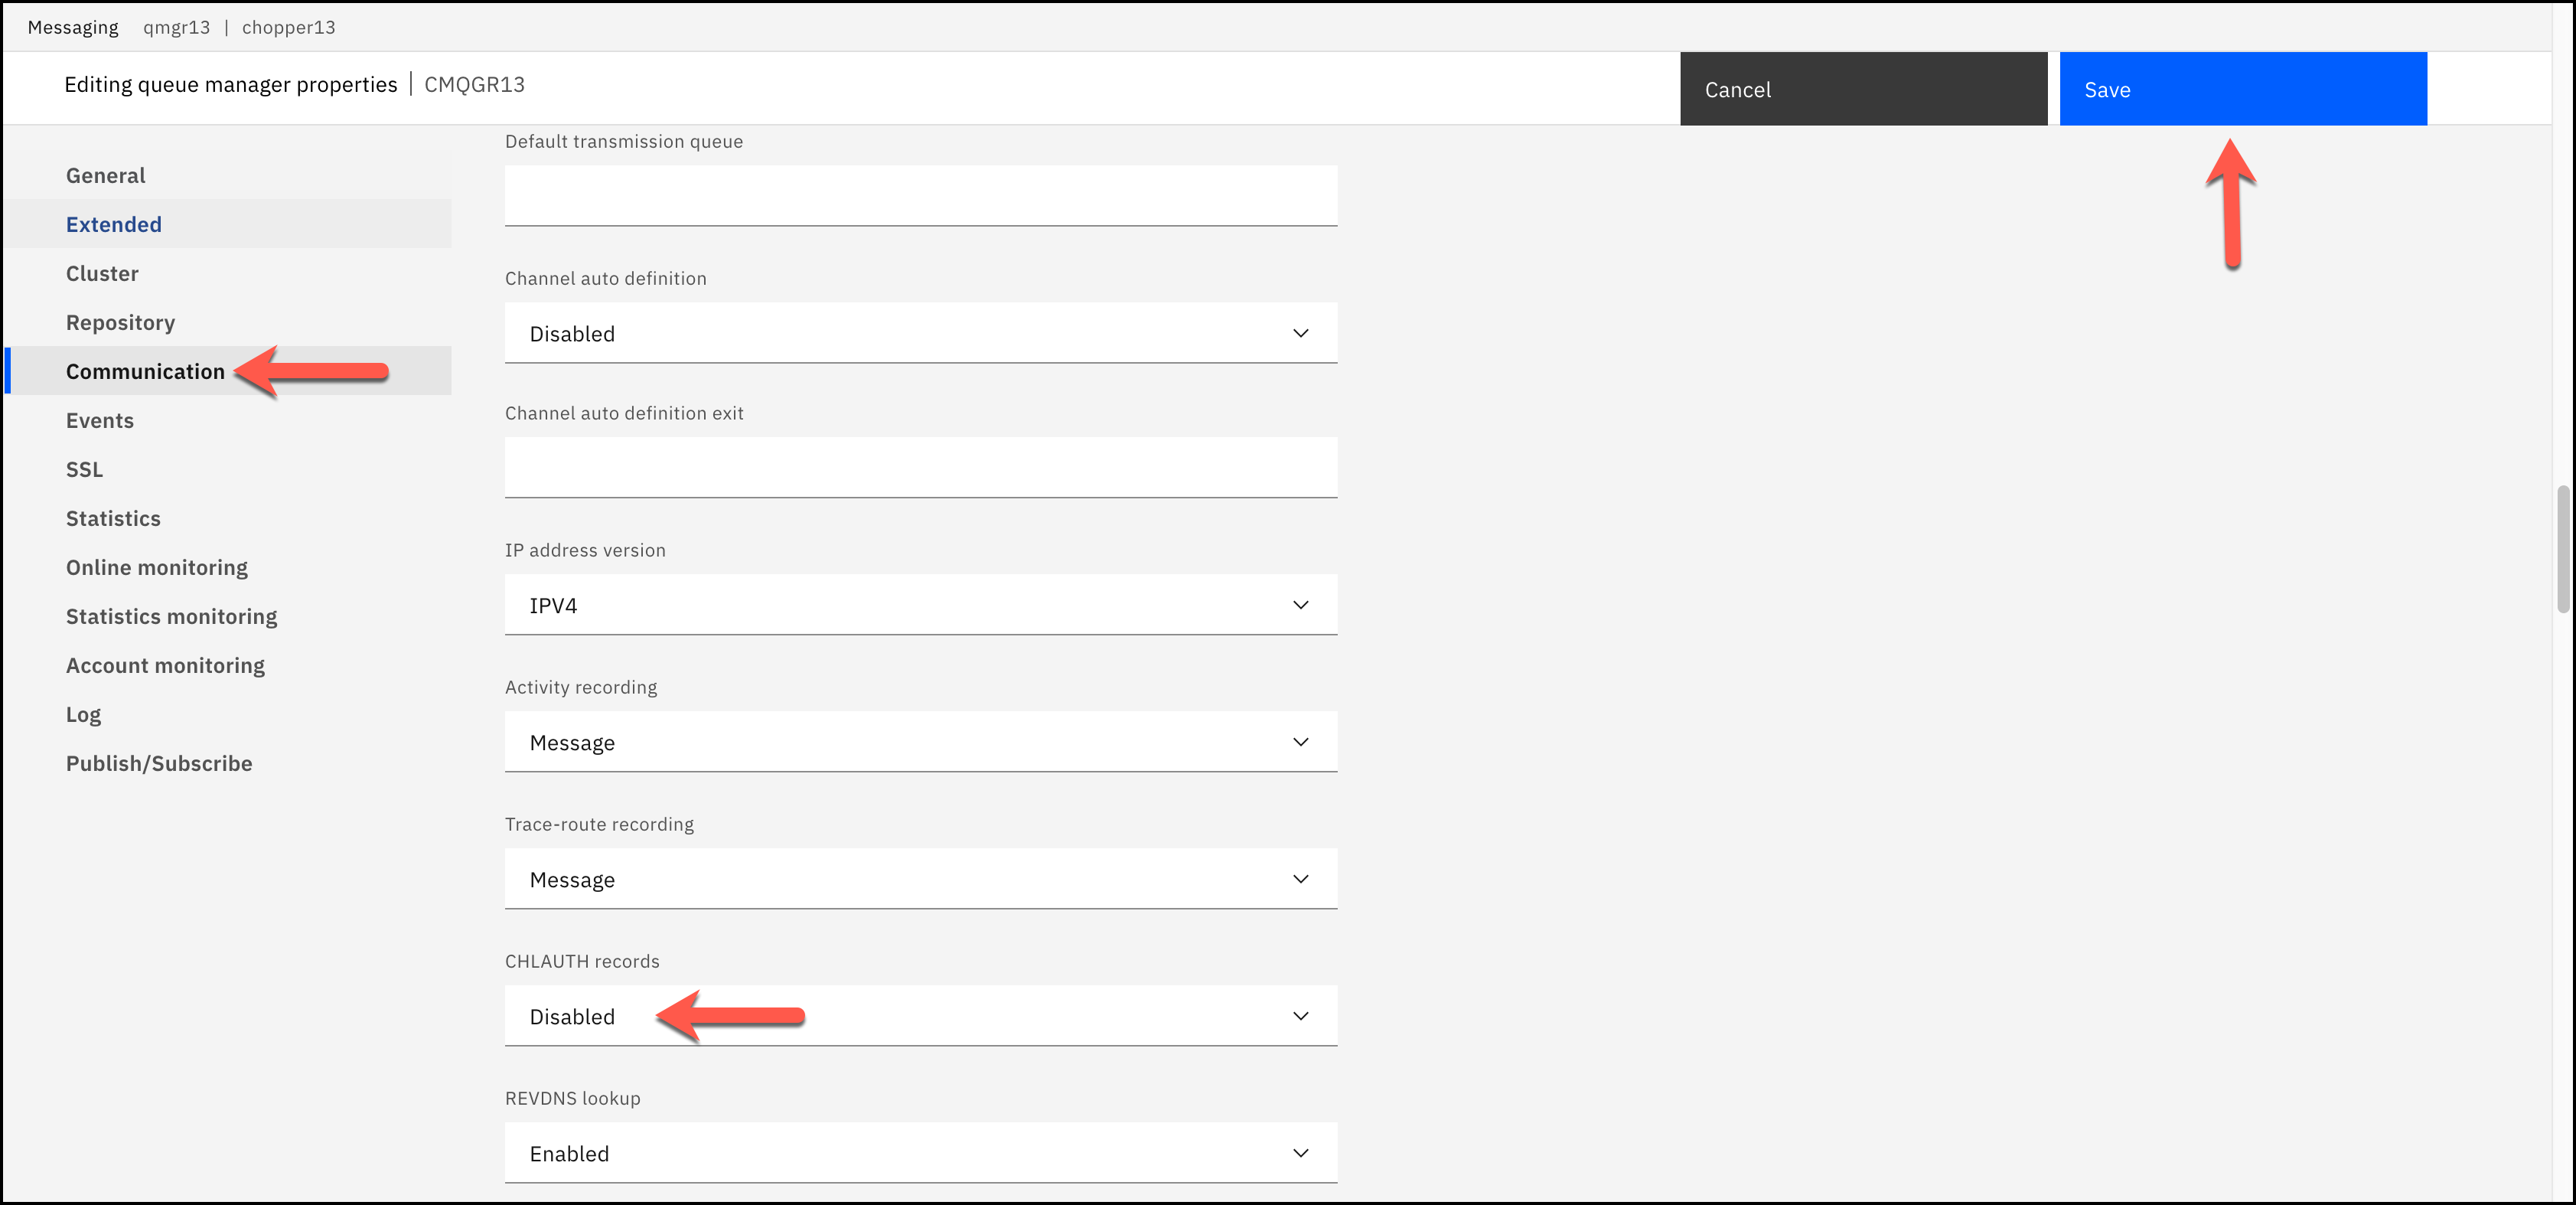 Messaging qmgr13 | chopper13
Editing queue manager properties | CMQGR13
Cancel
Save
General
Extended
Cluster
Repository
Communication
Events
SSL
Statistics
Online monitoring
Statistics monitoring
Account monitoring
Log
Publish/Subscribe
Default transmission queue
Channel auto definition
Disabled
Channel auto definition exit
IP address version
IPV4
Activity recording
Message
Trace-route recording
Message
CHLAUTH records
Disabled
REVDNS lookup
Enabled